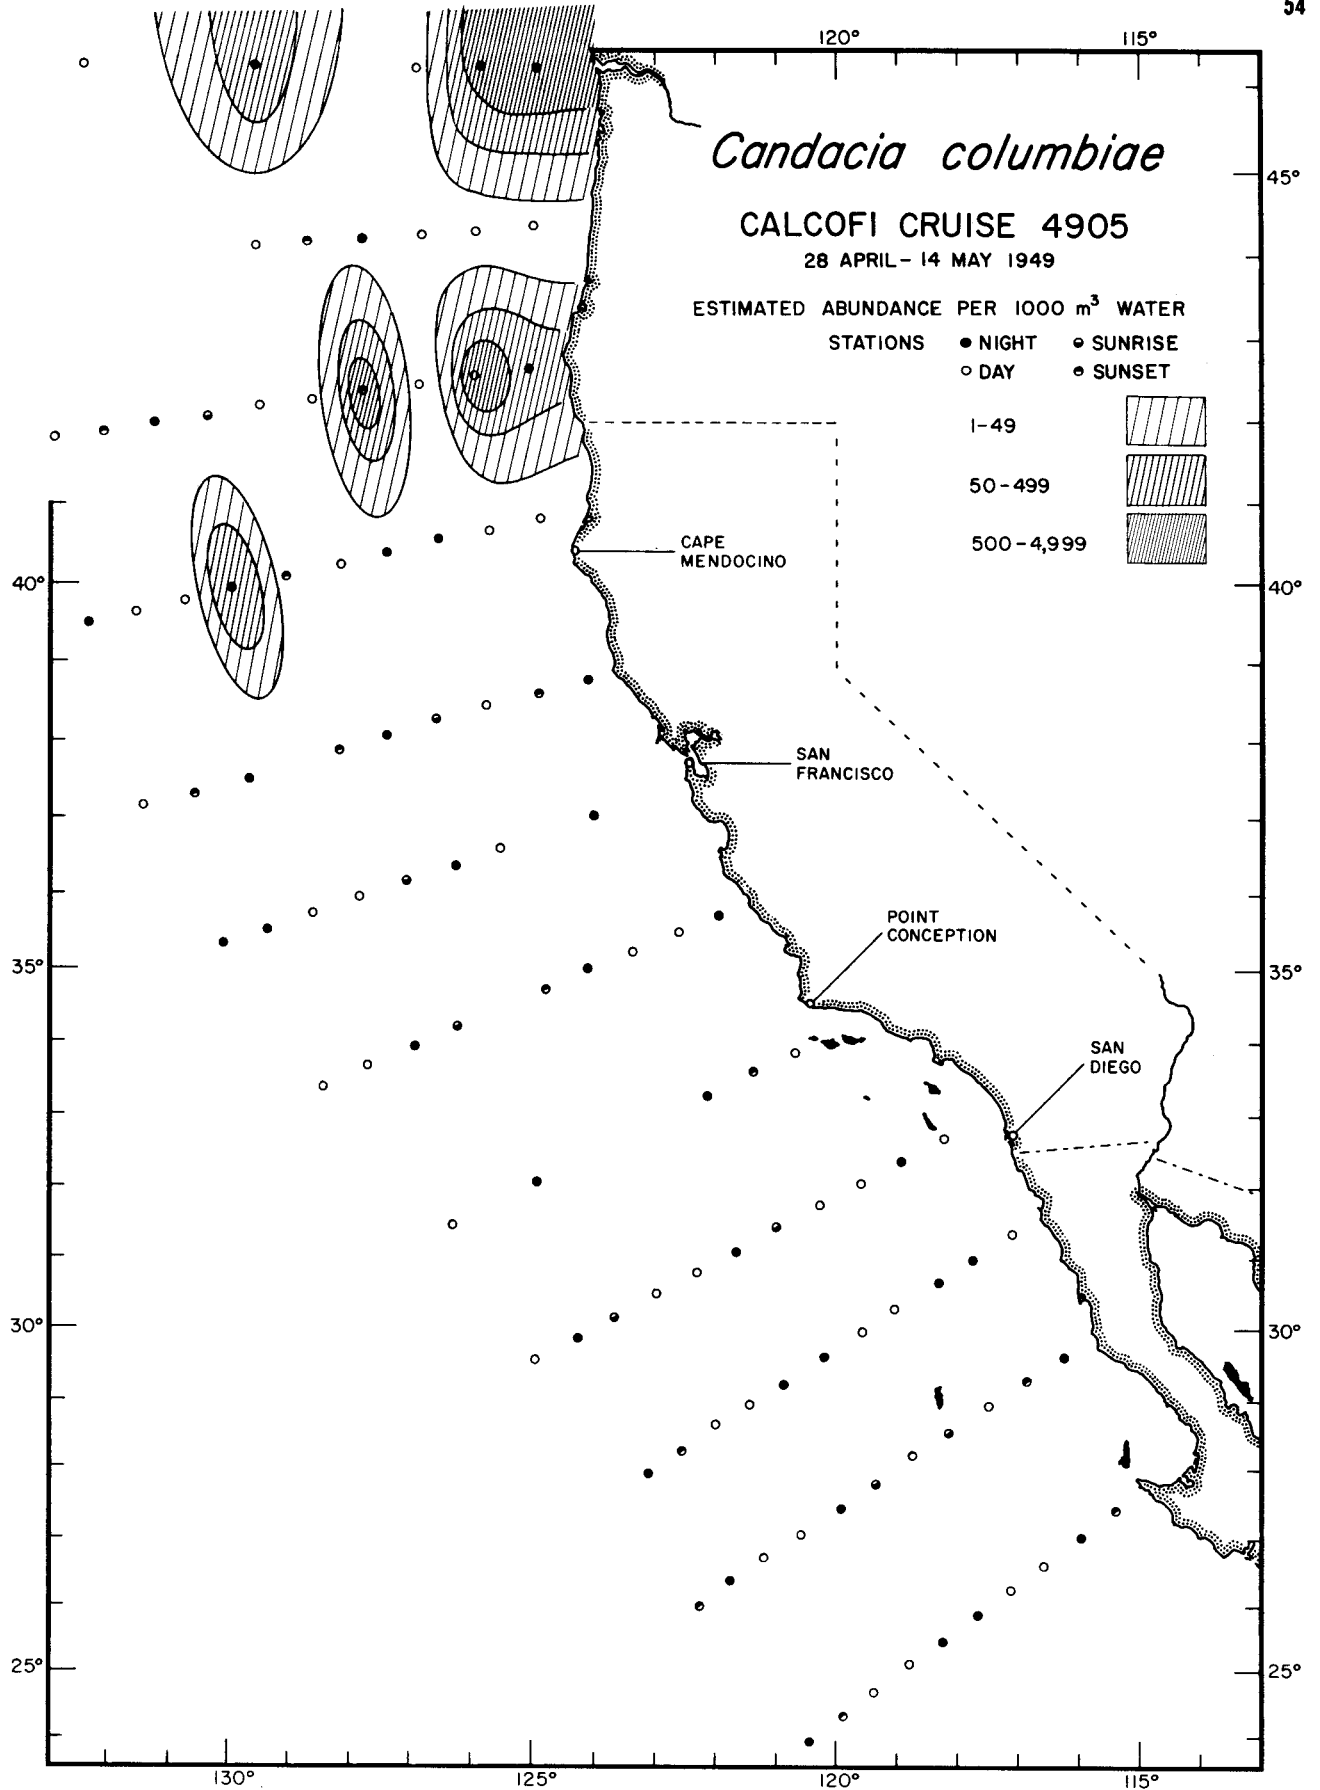 54
120° 115°
Candacia columbiae
45°
CALCOFI CRUISE 4905
28 APRIL – 14 MAY 1949
ESTIMATED ABUNDANCE PER 1000 m³ WATER
STATIONS ● NIGHT ◒ SUNRISE
○ DAY ◓ SUNSET
1–49
50–499
500–4,999
CAPE
MENDOCINO
40° 40°
SAN
FRANCISCO
POINT
CONCEPTION
35° 35°
SAN
DIEGO
30° 30°
25° 25°
130° 125° 120° 115°